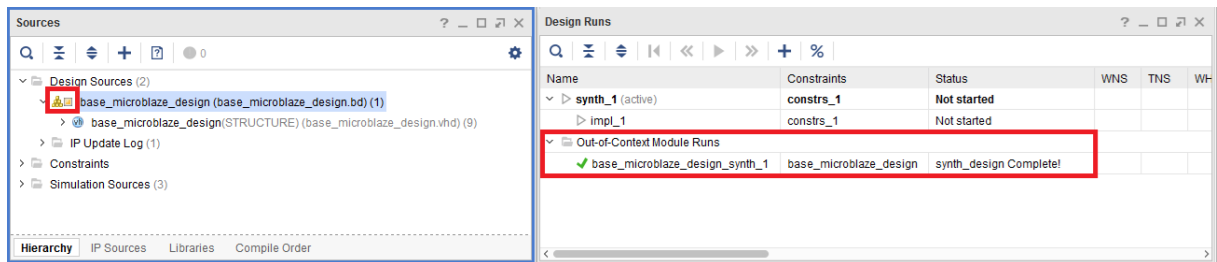 Sources
0
Design Sources (2)
base_microblaze_design (base_microblaze_design.bd) (1)
base_microblaze_design(STRUCTURE) (base_microblaze_design.vhd) (9)
IP Update Log (1)
Constraints
Simulation Sources (3)
Hierarchy IP Sources Libraries Compile Order
Design Runs
Name Constraints Status WNS TNS WH
synth_1 (active) constrs_1 Not started
impl_1 constrs_1 Not started
Out-of-Context Module Runs
base_microblaze_design_synth_1 base_microblaze_design synth_design Complete!